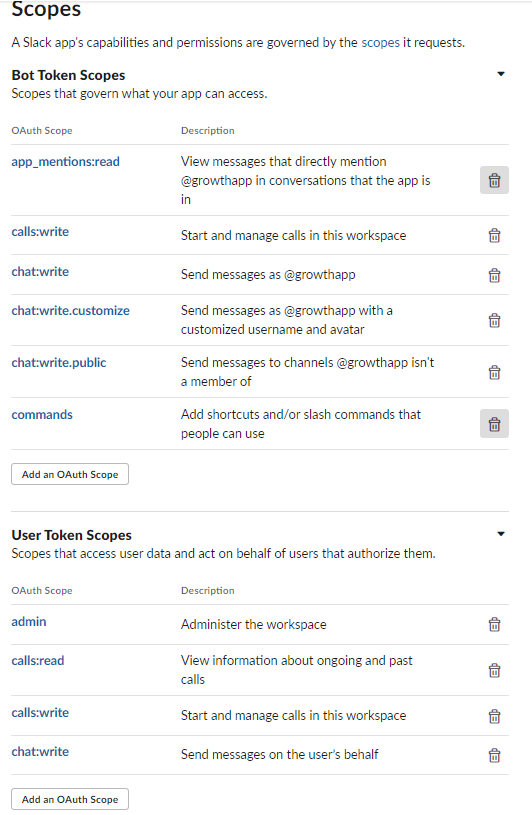 Scopes
A Slack app's capabilities and permissions are governed by the scopes it requests.
Bot Token Scopes
Scopes that govern what your app can access.
OAuth Scope Description
app_mentions:read View messages that directly mention
@growthapp in conversations that the app is
in
calls:write Start and manage calls in this workspace
chat:write Send messages as @growthapp
chat:write.customize Send messages as @growthapp with a
customized username and avatar
chat:write.public Send messages to channels @growthapp isn't
a member of
commands Add shortcuts and/or slash commands that
people can use
Add an OAuth Scope
User Token Scopes
Scopes that access user data and act on behalf of users that authorize them.
OAuth Scope Description
admin Administer the workspace
calls:read View information about ongoing and past
calls
calls:write Start and manage calls in this workspace
chat:write Send messages on the user's behalf
Add an OAuth Scope